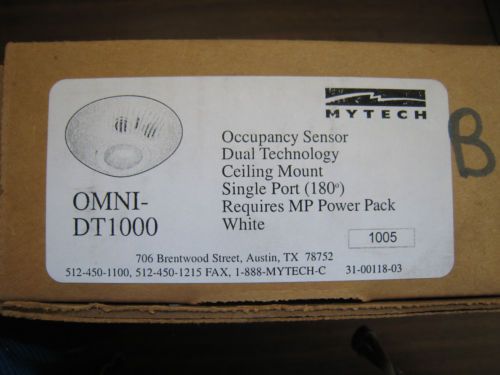 MYTECH
B
Occupancy Sensor
Dual Technology
Ceiling Mount
Single Port (180º)
Requires MP Power Pack
White
OMNI-
DT1000
1005
706 Brentwood Street, Austin, TX 78752
512-450-1100, 512-450-1215 FAX, 1-888-MYTECH-C 31-00118-03